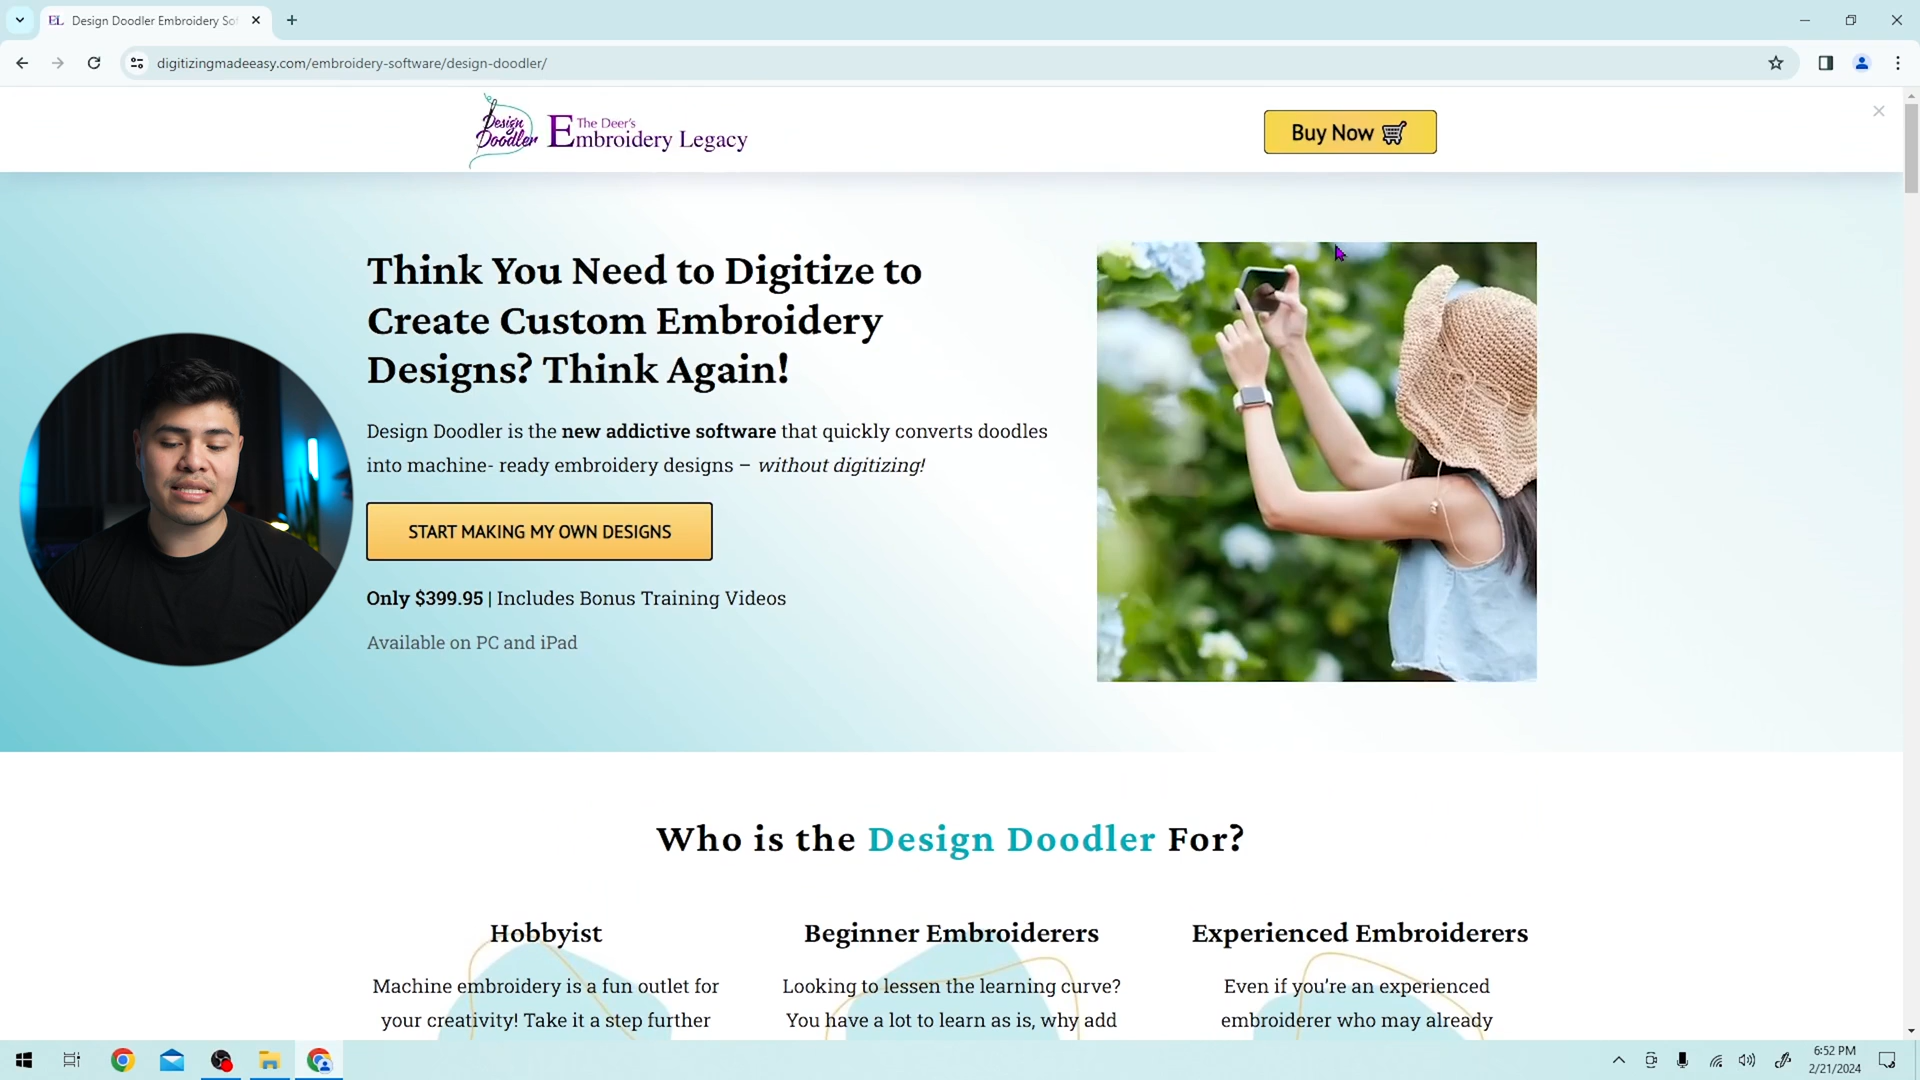 Design Doodler Embroidery So
digitizingmadeeasy.com/embroidery-software/design-doodler/
Design
Doodler
The Deer's
Embroidery Legacy
Buy Now
Think You Need to Digitize to
Create Custom Embroidery
Designs? Think Again!
Design Doodler is the new addictive software that quickly converts doodles
into machine- ready embroidery designs – without digitizing!
START MAKING MY OWN DESIGNS
Only $399.95 | Includes Bonus Training Videos
Available on PC and iPad
Who is the Design Doodler For?
Hobbyist
Machine embroidery is a fun outlet for
your creativity! Take it a step further
Beginner Embroiderers
Looking to lessen the learning curve?
You have a lot to learn as is, why add
Experienced Embroiderers
Even if you're an experienced
embroiderer who may already
6:52 PM
2/21/2024